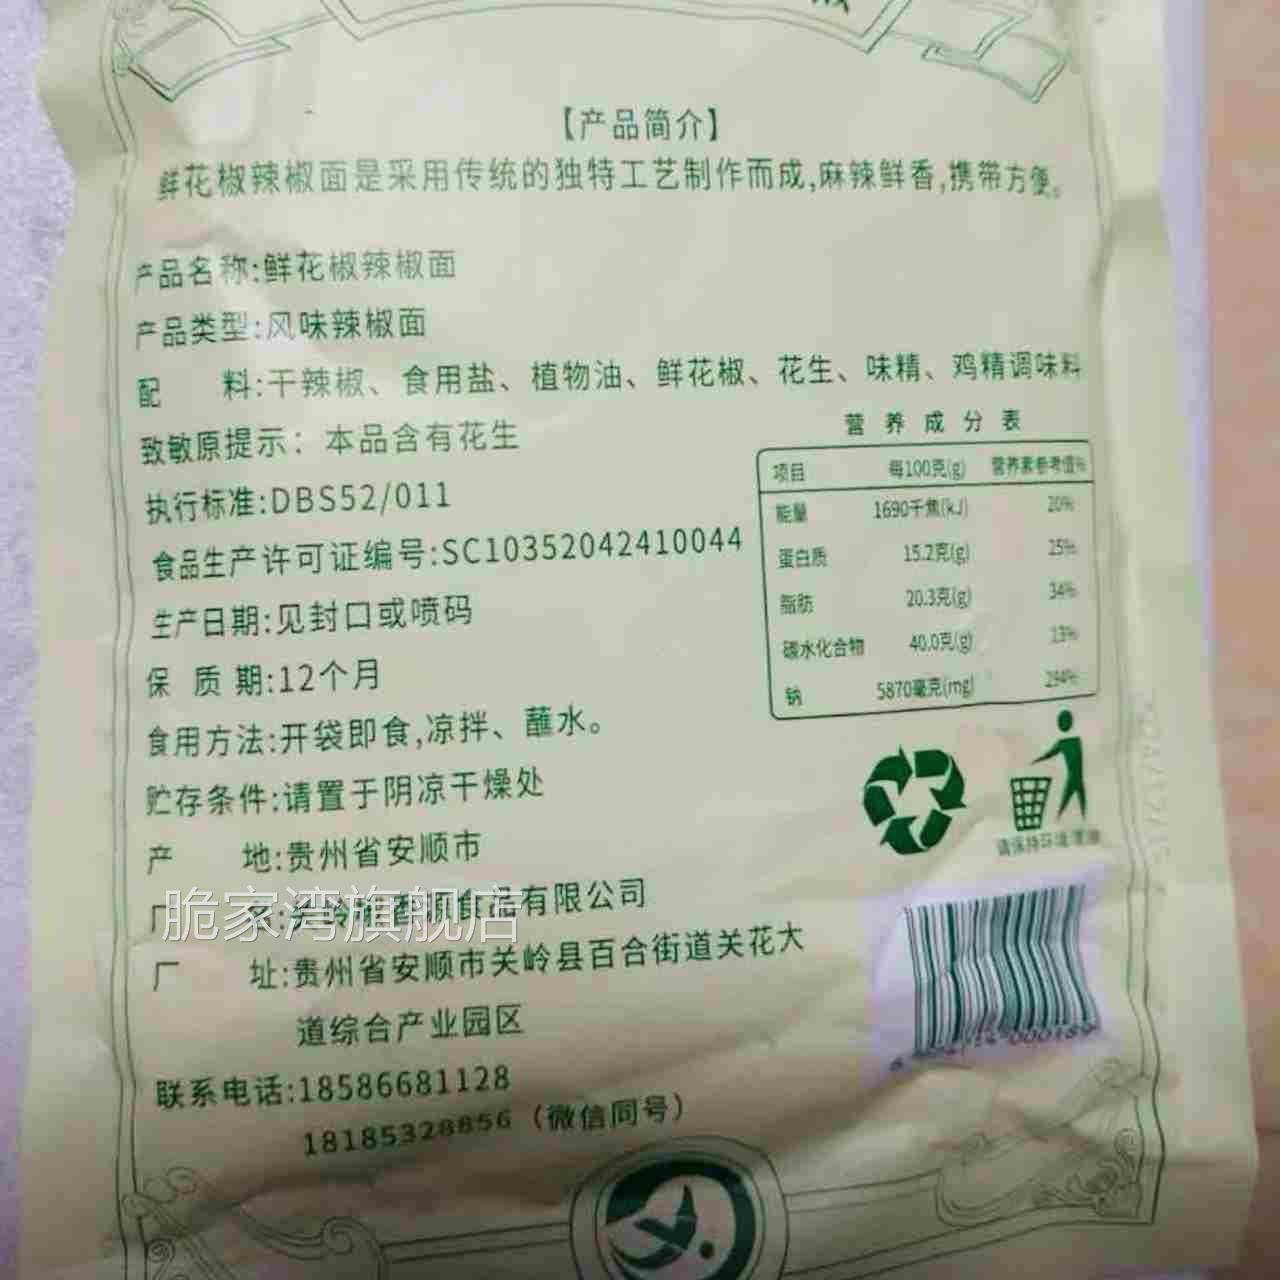 【产品简介】
鲜花椒辣椒面是采用传统的独特工艺制作而成,麻辣鲜香,携带方便。
产品名称:鲜花椒辣椒面
产品类型:风味辣椒面
配 料:干辣椒、食用盐、植物油、鲜花椒、花生、味精、鸡精调味料
致敏原提示: 本品含有花生
执行标准:DBS52/011
食品生产许可证编号:SC10352042410044
生产日期:见封口或喷码
保 质 期:12个月
食用方法:开袋即食,凉拌、蘸水。
贮存条件:请置于阴凉干燥处
产 地:贵州省安顺市
厂 名:关岭 食品有限公司
脆家湾旗舰店
厂 址:贵州省安顺市关岭县百合街道关花大
道综合产业园区
联系电话:18586681128
18185328856（微信同号）
营养成分表
项目 每100克(g) 营养素参考值%
能量 1690千焦(kJ) 20%
蛋白质 15.2克(g) 25%
脂肪 20.3克(g) 34%
碳水化合物 40.0克(g) 13%
钠 5870毫克(mg) 294%
请保持环境清洁